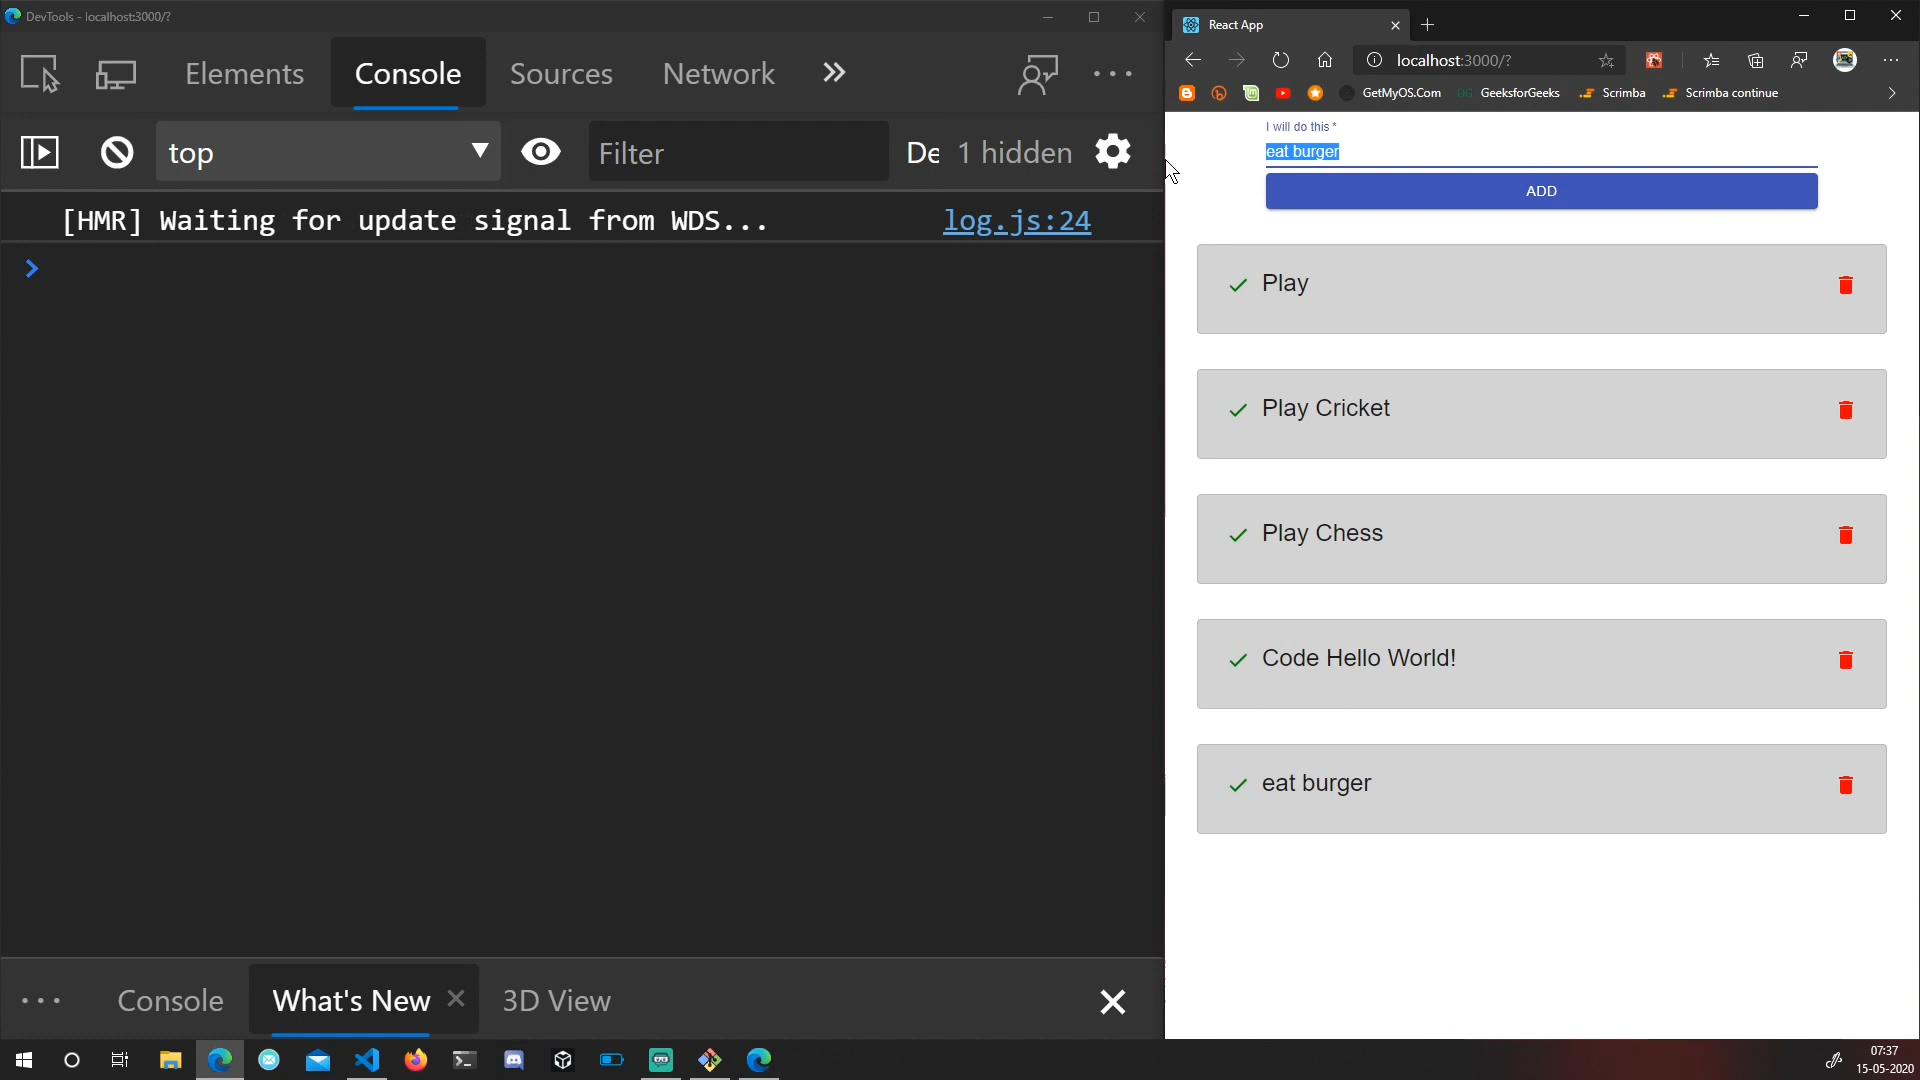 DevTools - localhost:3000/?
Elements
Console
Sources
Network
top
Filter
De
1 hidden
[HMR] Waiting for update signal from WDS...
log.js:24
Console
What's New
3D View
React App
localhost:3000/?
GetMyOS.Com
GeeksforGeeks
Scrimba
Scrimba continue
I will do this *
eat burger
ADD
Play
Play Cricket
Play Chess
Code Hello World!
eat burger
07:37
15-05-2020